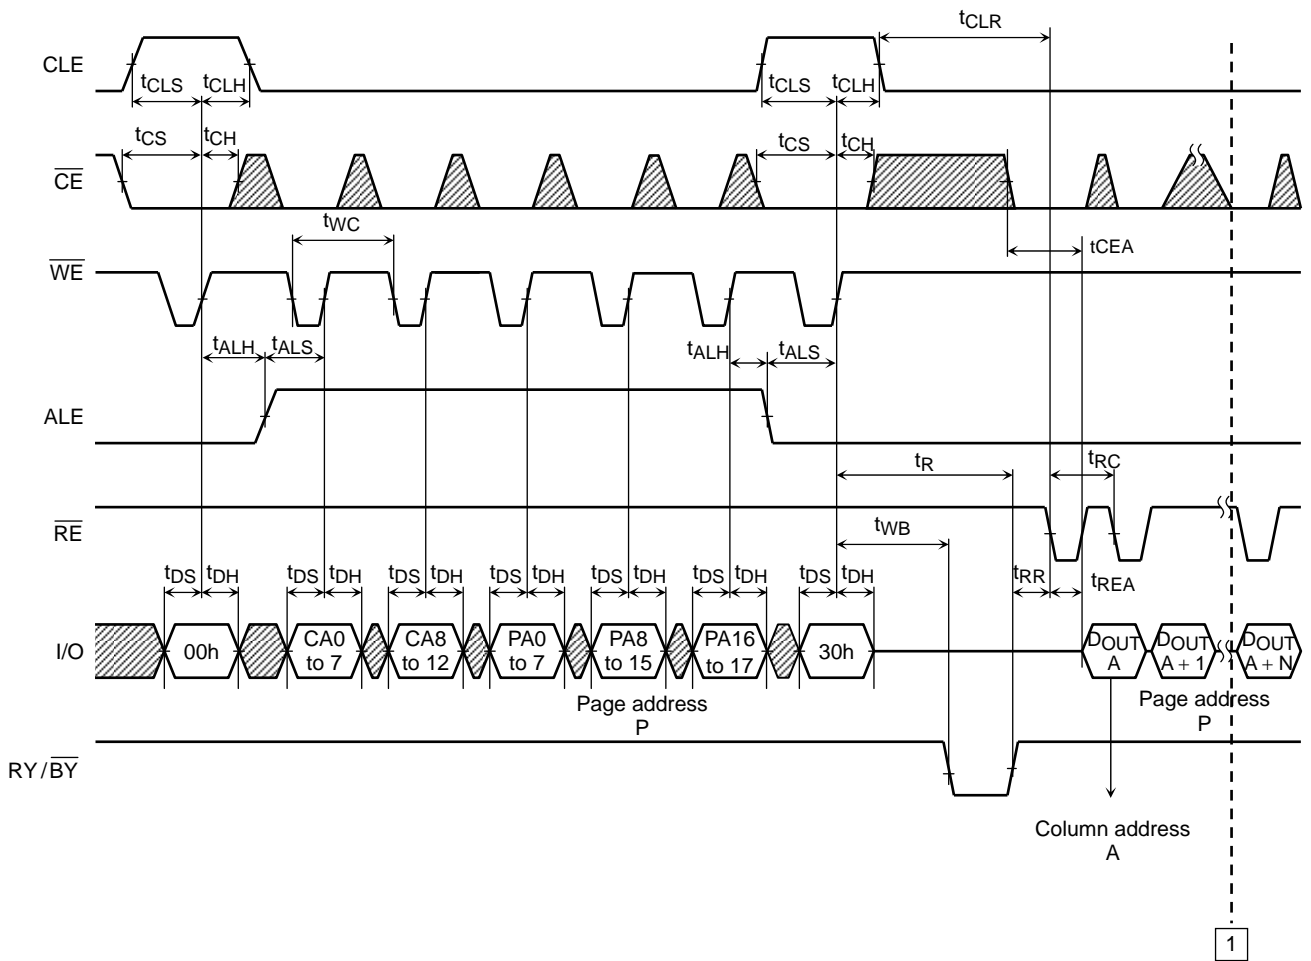 tCLR
CLE
tCLS tCLH tCLS tCLH
tCS tCH tCS tCH
CE
tWC
tCEA
WE
tALH tALS tALH tALS
ALE
tR tRC
RE
tWB
tDS tDH tDS tDH tDS tDH tDS tDH tDS tDH tDS tDH tDS tDH tRR tREA
I/O
00h
CA0 to 7
CA8 to 12
PA0 to 7
PA8 to 15
PA16 to 17
30h
DOUT A
DOUT A + 1
DOUT A + N
Page address
P
Page address
P
RY/BY
Column address
A
1